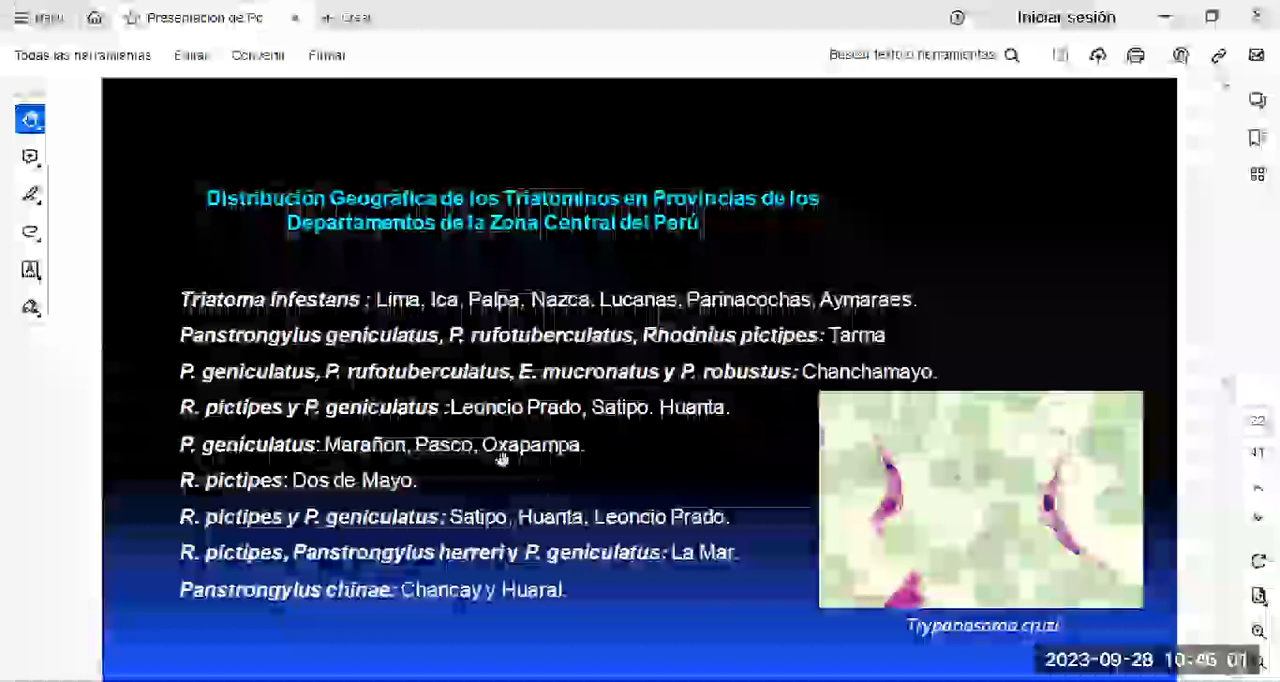 Menú
Presentación de Po
Crear
Iniciar sesión
Todas las herramientas
Editar
Convertir
Firmar
Buscar texto o herramientas
Distribución Geográfica de los Triatominos en Provincias de los
Departamentos de la Zona Central del Perú
Triatoma Infestans : Lima, Ica, Palpa, Nazca, Lucanas, Parinacochas, Aymaraes.
Panstrongylus geniculatus, P. rufotuberculatus, Rhodnius pictipes: Tarma
P. geniculatus, P. rufotuberculatus, E. mucronatus y P. robustus: Chanchamayo.
R. pictipes y P. geniculatus :Leoncio Prado, Satipo. Huanta.
P. geniculatus: Marañon, Pasco, Oxapampa.
R. pictipes: Dos de Mayo.
R. pictipes y P. geniculatus: Satipo, Huanta, Leoncio Prado.
R. pictipes, Panstrongylus herreri y P. geniculatus: La Mar.
Panstrongylus chinae: Chancay y Huaral.
Trypanosoma cruzi
22
41
2023-09-28 10:46:01